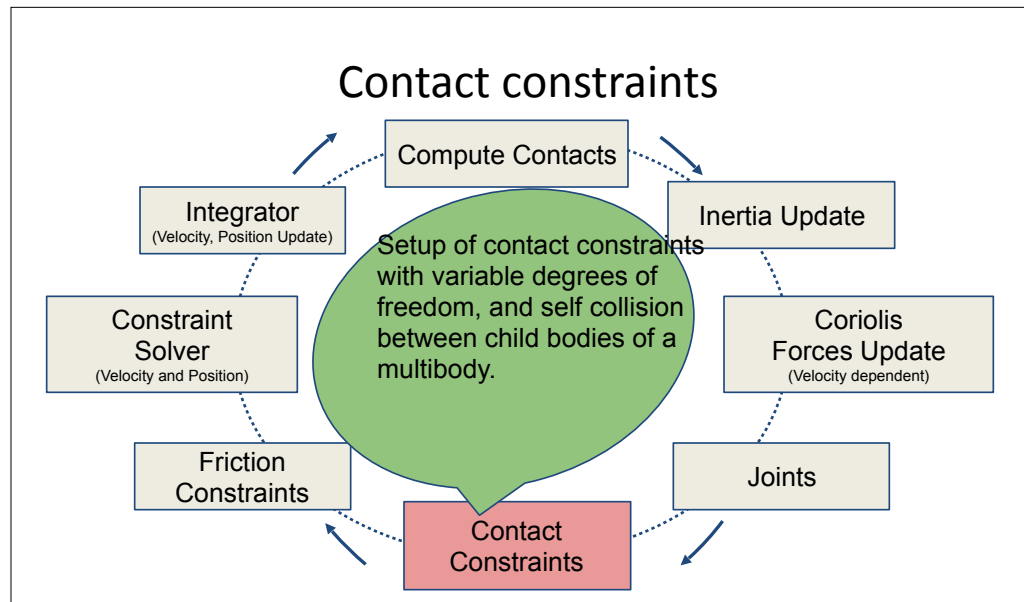 Contact constraints
Compute Contacts
Inertia Update
Coriolis
Forces Update
(Velocity dependent)
Joints
Contact
Constraints
Friction
Constraints
Constraint
Solver
(Velocity and Position)
Integrator
(Velocity, Position Update)
Setup of contact constraints
with variable degrees of
freedom, and self collision
between child bodies of a
multibody.